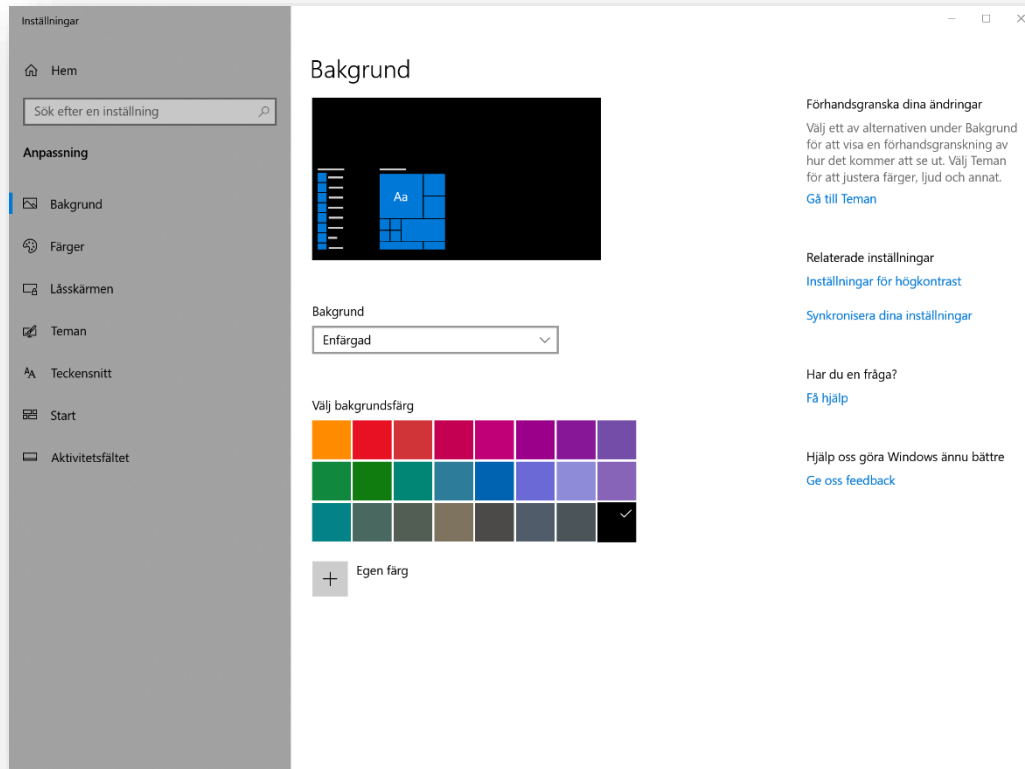 Inställningar
Hem
Sök efter en inställning
Anpassning
Bakgrund
Färger
Låsskärmen
Teman
Teckensnitt
Start
Aktivitetsfältet
Bakgrund
Aa
Bakgrund
Enfärgad
Välj bakgrundsfärg
Egen färg
Förhandsgranska dina ändringar
Välj ett av alternativen under Bakgrund
för att visa en förhandsgranskning av
hur det kommer att se ut. Välj Teman
för att justera färger, ljud och annat.
Gå till Teman
Relaterade inställningar
Inställningar för högkontrast
Synkronisera dina inställningar
Har du en fråga?
Få hjälp
Hjälp oss göra Windows ännu bättre
Ge oss feedback